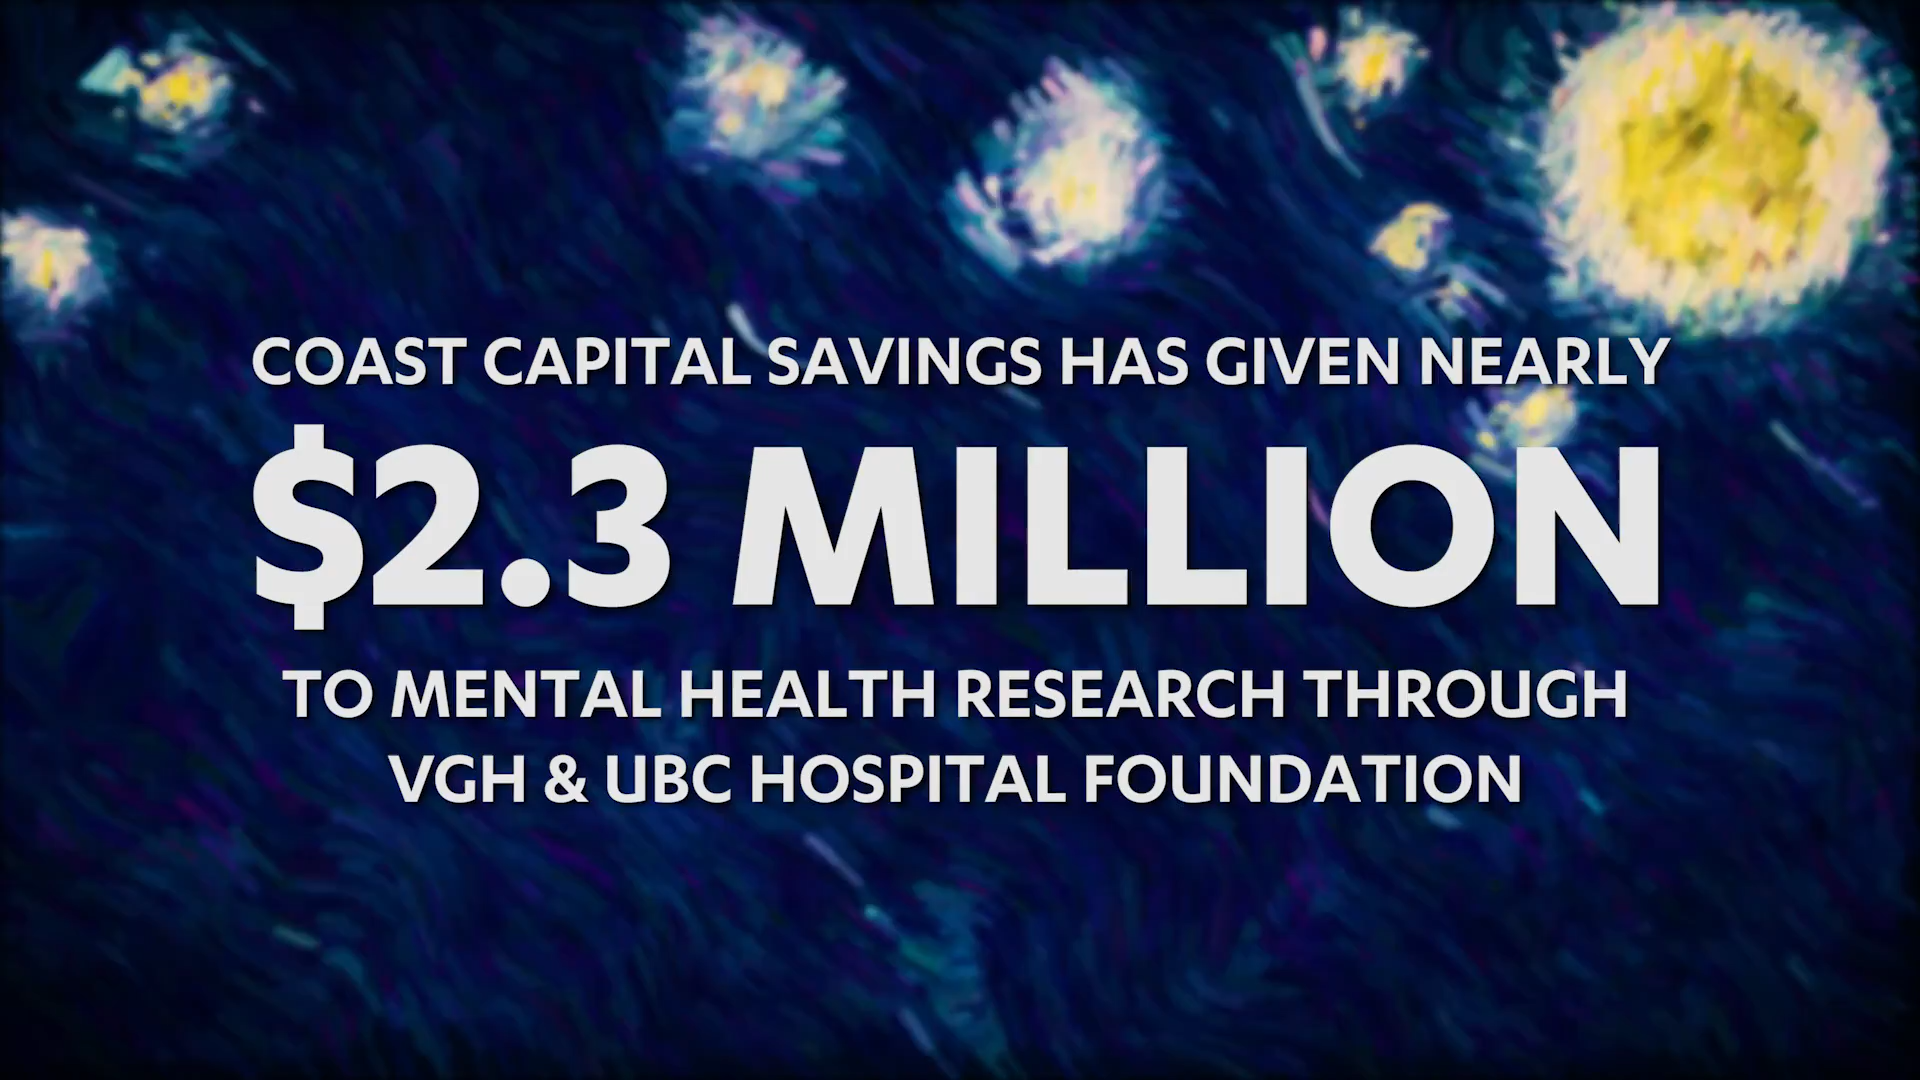 COAST CAPITAL SAVINGS HAS GIVEN NEARLY
$2.3 MILLION
TO MENTAL HEALTH RESEARCH THROUGH
VGH & UBC HOSPITAL FOUNDATION